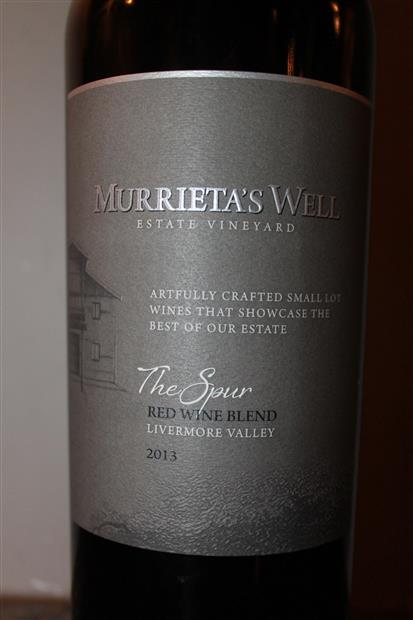 MURRIETA'S WELL
ESTATE VINEYARD
ARTFULLY CRAFTED SMALL LOT
WINES THAT SHOWCASE THE
BEST OF OUR ESTATE
The Spur
RED WINE BLEND
LIVERMORE VALLEY
2013